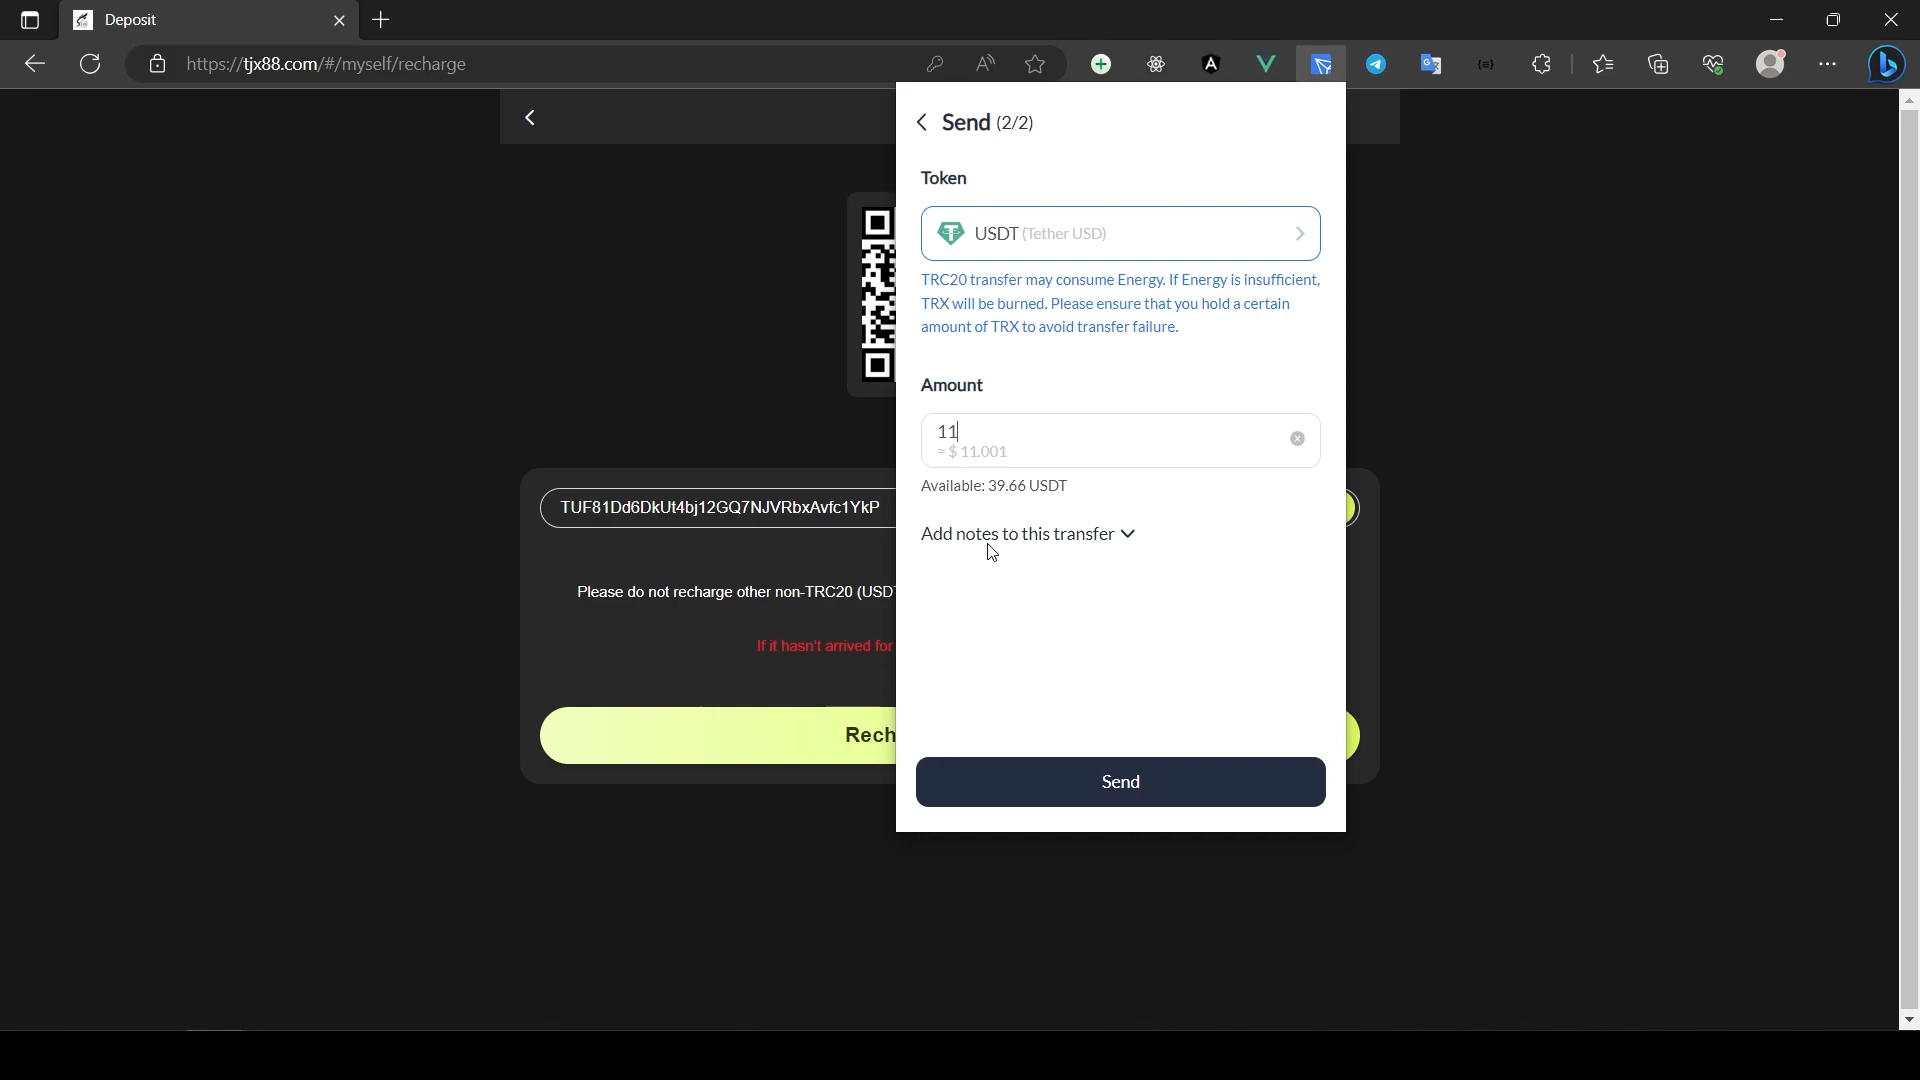 Deposit
https://tjx88.com/#/myself/recharge
Send (2/2)
Token
USDT (Tether USD)
TRC20 transfer may consume Energy. If Energy is insufficient,
TRX will be burned. Please ensure that you hold a certain
amount of TRX to avoid transfer failure.
Amount
11
≈ $ 11.001
Available: 39.66 USDT
TUF81Dd6DkUt4bj12GQ7NJVRbxAvfc1YkP
Add notes to this transfer
Please do not recharge other non-TRC20 (USDT
If it hasn't arrived for
Rech
Send